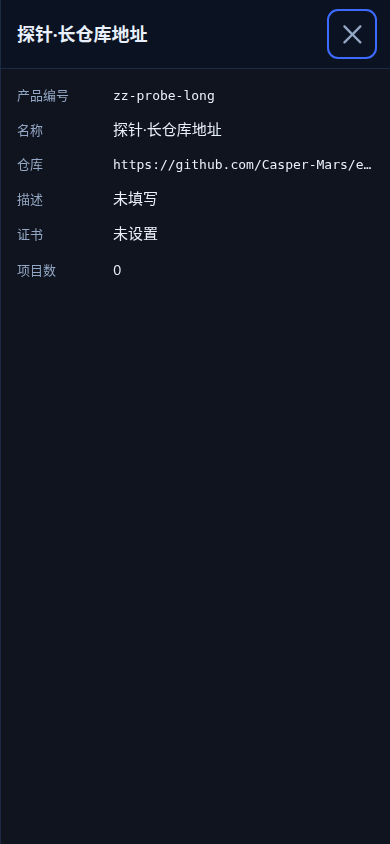 探针·长仓库地址
产品编号 zz-probe-long
名称 探针·长仓库地址
仓库 https://github.com/Casper-Mars/e…
描述 未填写
证书 未设置
项目数 0